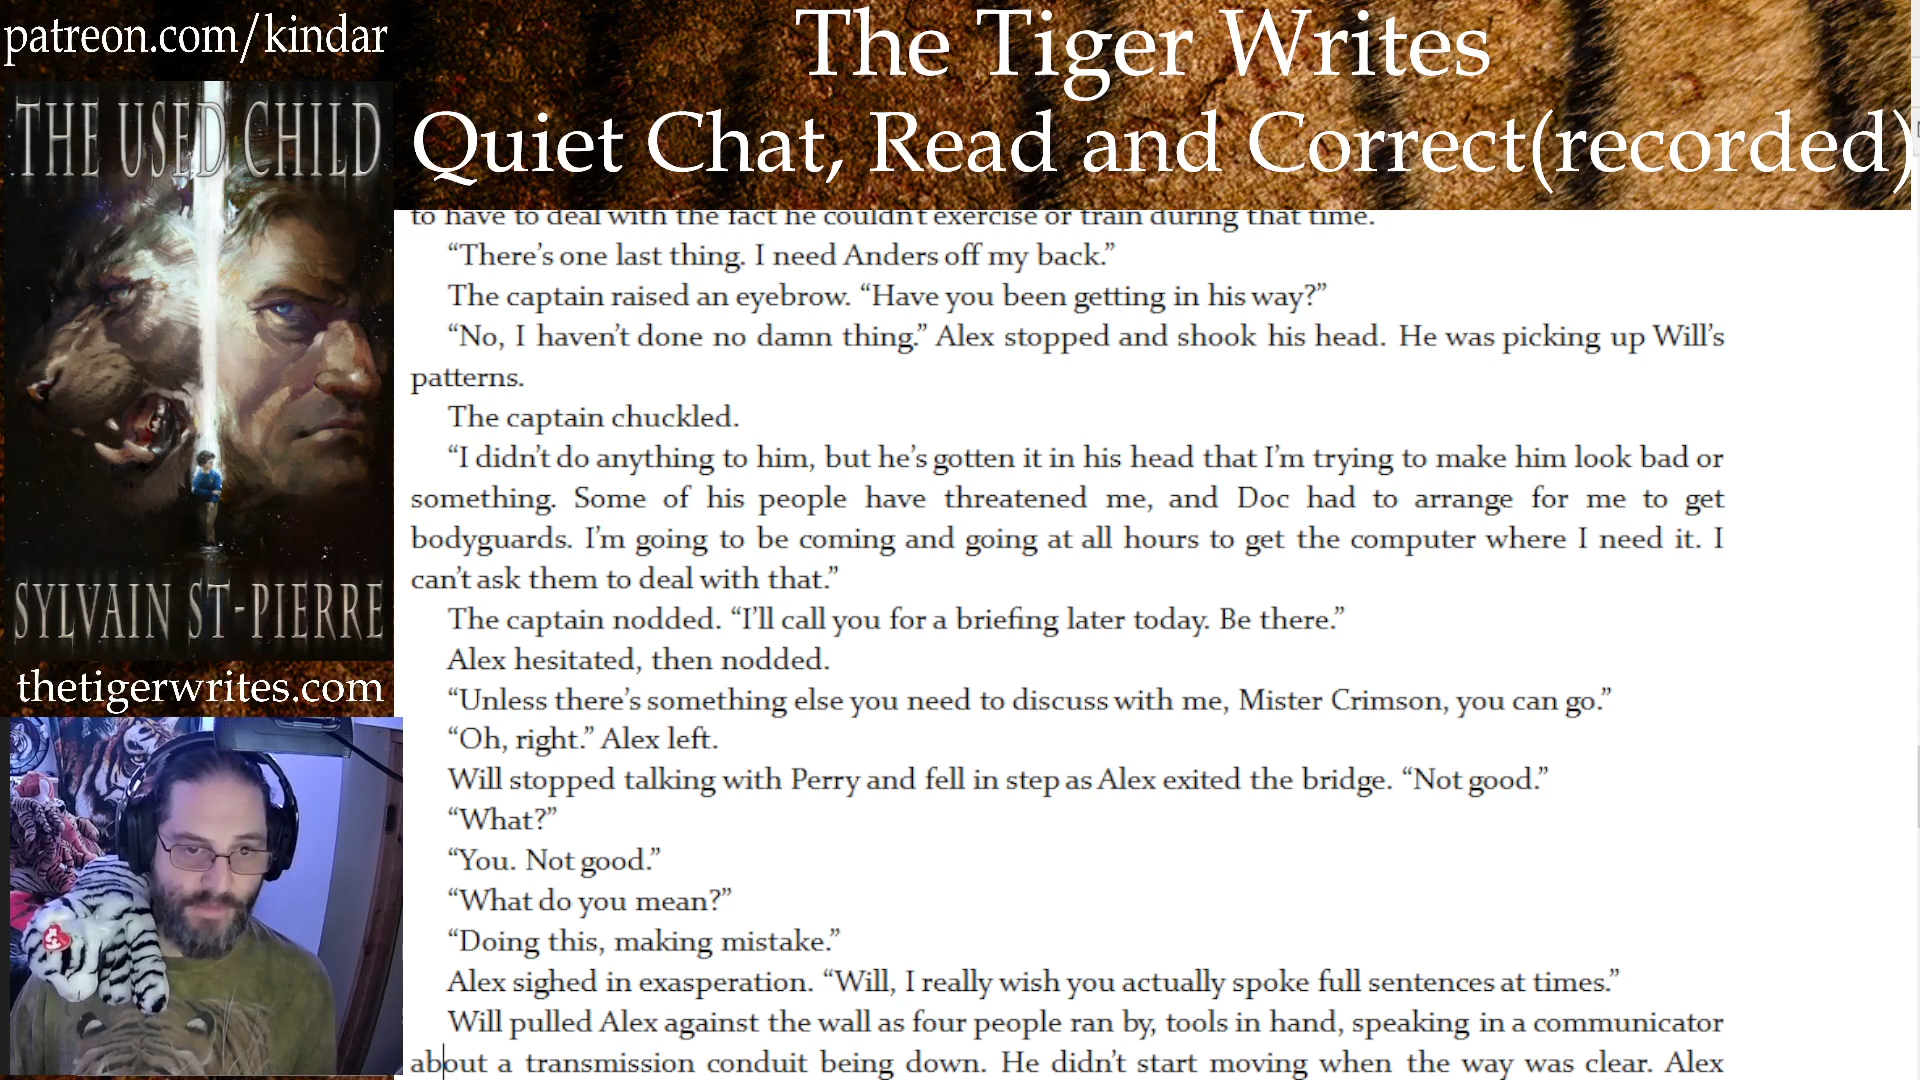 patreon.com/kindar
THE USED CHILD
SYLVAIN ST-PIERRE
thetigerwrites.com
The Tiger Writes
Quiet Chat, Read and Correct(recorded)
to have to deal with the fact he couldn't exercise or train during that time.
“There’s one last thing. I need Anders off my back.”
The captain raised an eyebrow. “Have you been getting in his way?”
“No, I haven’t done no damn thing.” Alex stopped and shook his head. He was picking up Will’s
patterns.
The captain chuckled.
“I didn’t do anything to him, but he’s gotten it in his head that I’m trying to make him look bad or
something. Some of his people have threatened me, and Doc had to arrange for me to get
bodyguards. I’m going to be coming and going at all hours to get the computer where I need it. I
can’t ask them to deal with that.”
The captain nodded. “I’ll call you for a briefing later today. Be there.”
Alex hesitated, then nodded.
“Unless there’s something else you need to discuss with me, Mister Crimson, you can go.”
“Oh, right.” Alex left.
Will stopped talking with Perry and fell in step as Alex exited the bridge. “Not good.”
“What?”
“You. Not good.”
“What do you mean?”
“Doing this, making mistake.”
Alex sighed in exasperation. “Will, I really wish you actually spoke full sentences at times.”
Will pulled Alex against the wall as four people ran by, tools in hand, speaking in a communicator
about a transmission conduit being down. He didn’t start moving when the way was clear. Alex